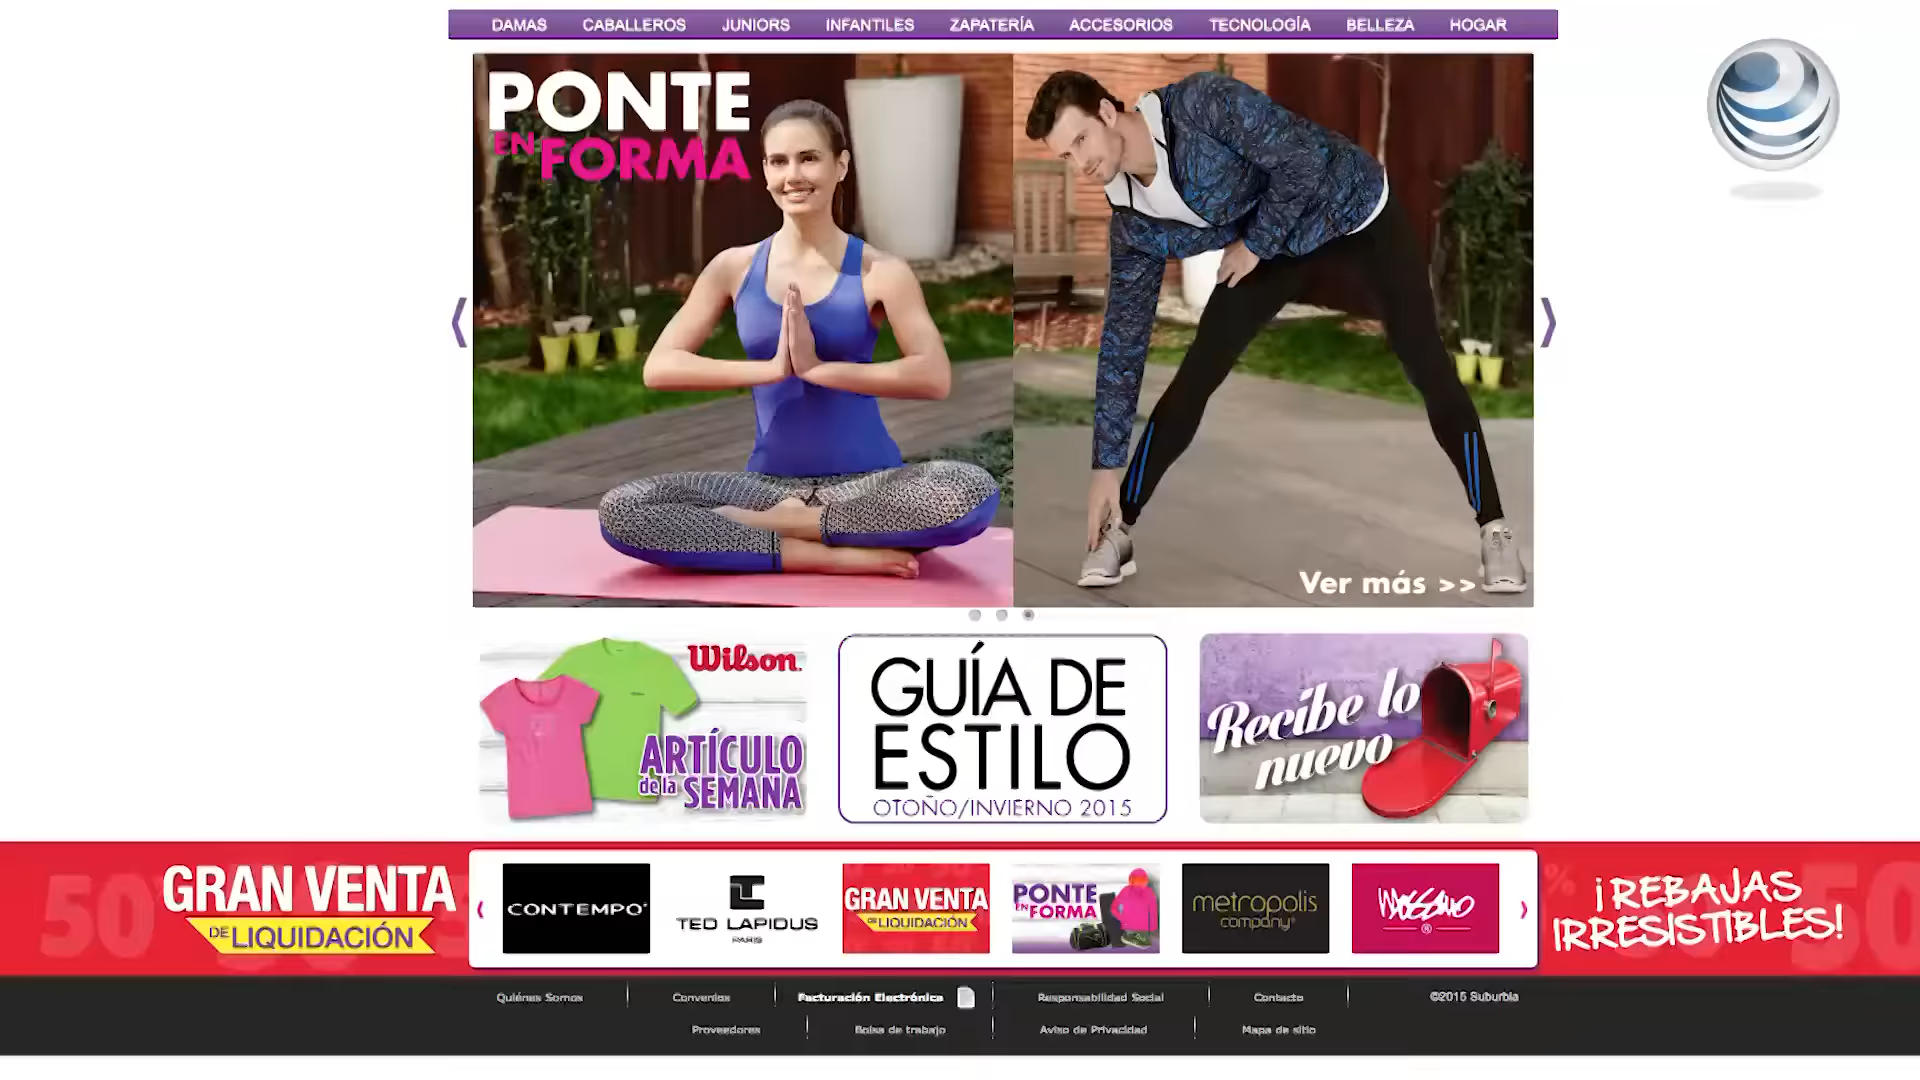 DAMAS CABALLEROS JUNIORS INFANTILES ZAPATERÍA ACCESORIOS TECNOLOGÍA BELLEZA HOGAR
PONTE
EN FORMA
Ver más >>
Wilson
ARTÍCULO
de la SEMANA
GUÍA DE
ESTILO
OTOÑO/INVIERNO 2015
Recibe lo
nuevo
50
GRAN VENTA
DE LIQUIDACIÓN
CONTEMPO
TED LAPIDUS
PARIS
GRAN VENTA
DE LIQUIDACIÓN
PONTE
EN FORMA
metropolis
company
MOSSIMO
¡REBAJAS
IRRESISTIBLES!
%
50
Quiénes Somos Convenios Facturación Electrónica Responsabilidad Social Contacto ©2015 Suburbia
Proveedores Bolsa de trabajo Aviso de Privacidad Mapa de sitio